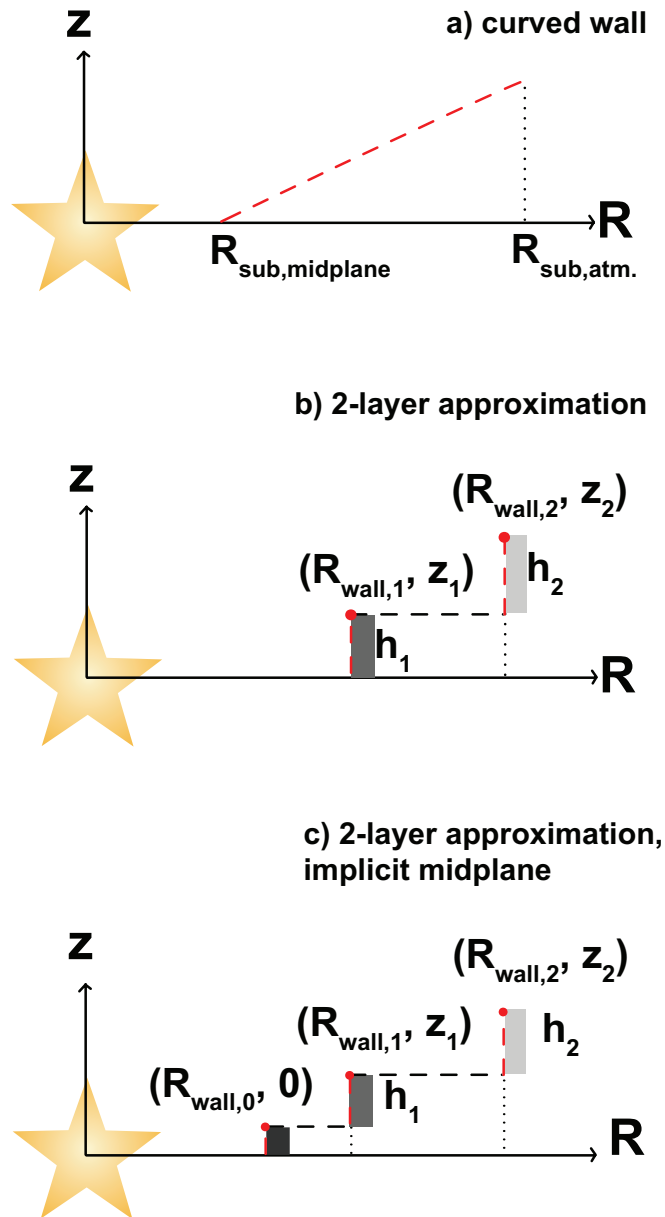 a) curved wall
z
R
R_sub,midplane
R_sub,atm.
b) 2-layer approximation
z
(R_wall,2, z_2)
(R_wall,1, z_1)
h_2
h_1
R
c) 2-layer approximation,
implicit midplane
z
(R_wall,2, z_2)
(R_wall,1, z_1)
h_2
(R_wall,0, 0)
h_1
R